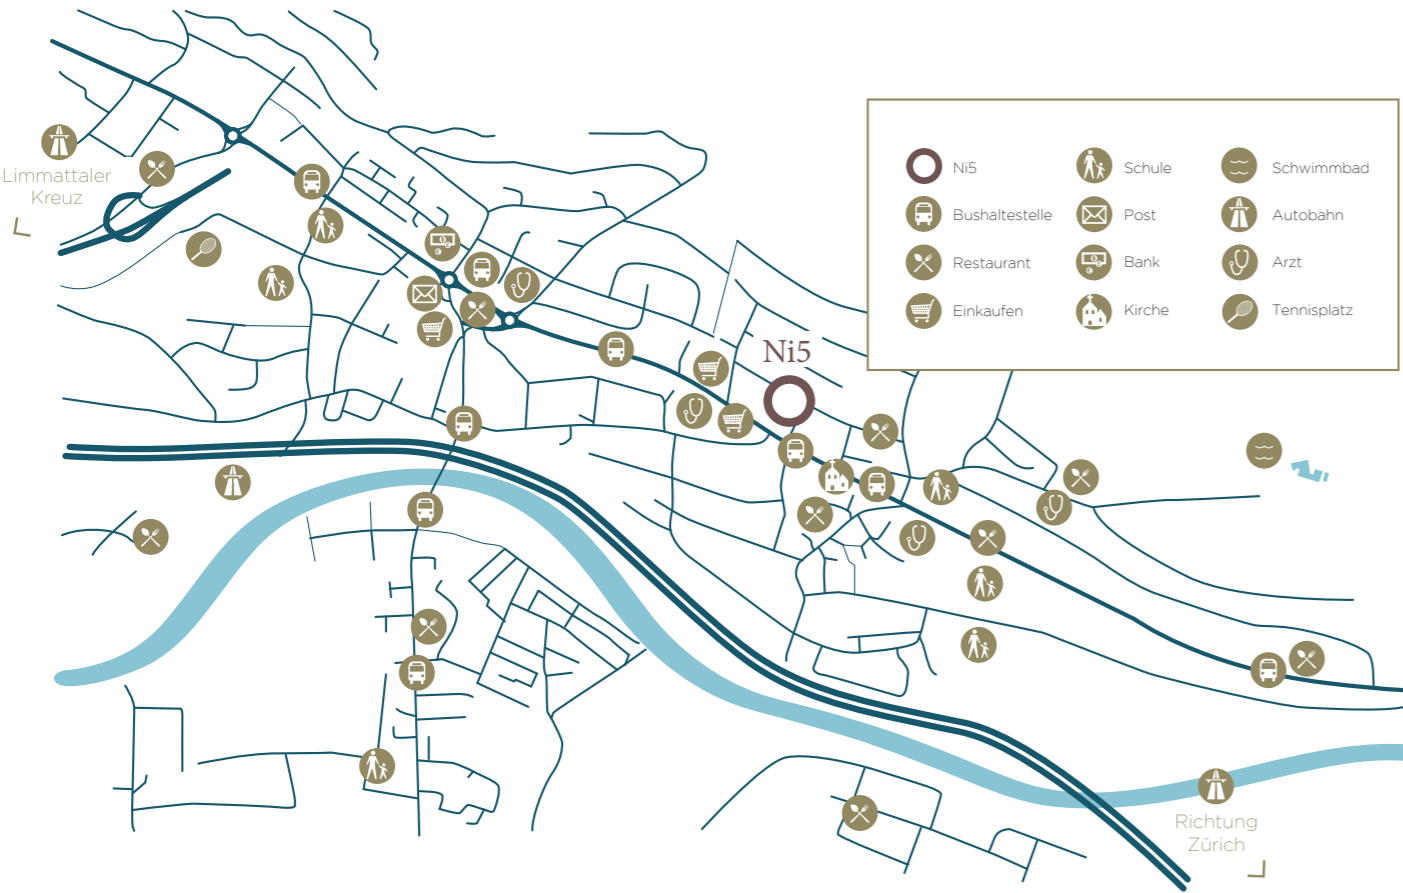 Limmattaler
Kreuz
Ni5
Ni5
Bushaltestelle
Restaurant
Einkaufen
Schule
Post
Bank
Kirche
Schwimmbad
Autobahn
Arzt
Tennisplatz
Richtung
Zürich